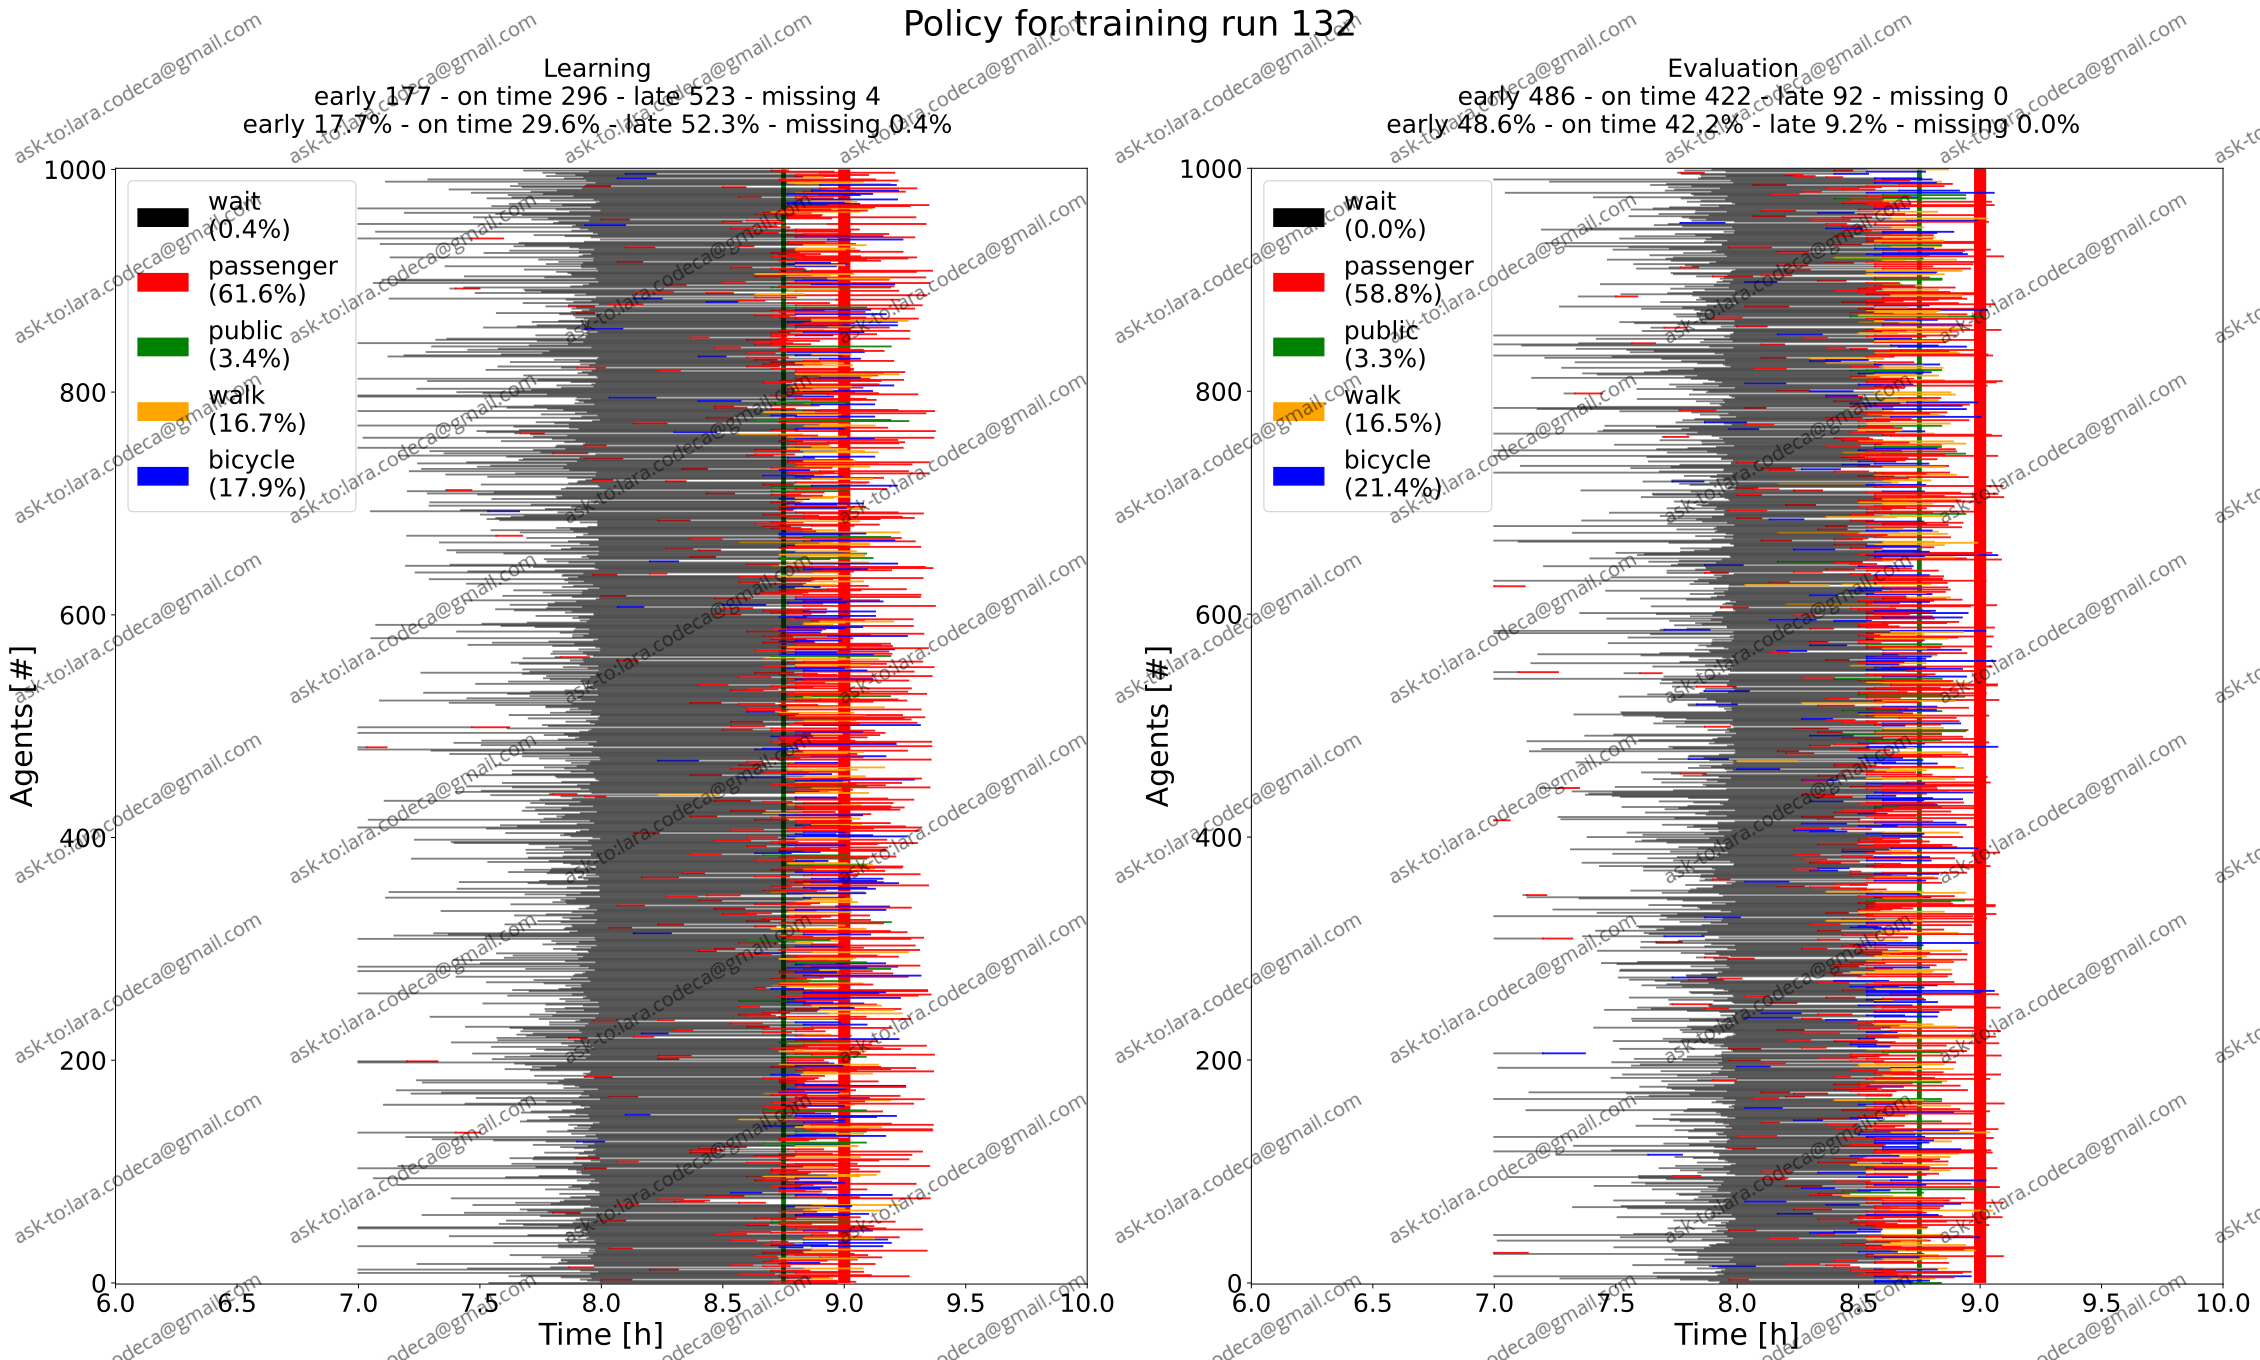 Policy for training run 132
Learning
early 177 - on time 296 - late 523 - missing 4
early 17.7% - on time 29.6% - late 52.3% - missing 0.4%
1000
800
600
400
200
0
Agents [#]
wait
(0.4%)
passenger
(61.6%)
public
(3.4%)
walk
(16.7%)
bicycle
(17.9%)
6.0 6.5 7.0 7.5 8.0 8.5 9.0 9.5 10.0
Time [h]
Evaluation
early 486 - on time 422 - late 92 - missing 0
early 48.6% - on time 42.2% - late 9.2% - missing 0.0%
1000
800
600
400
200
0
Agents [#]
wait
(0.0%)
passenger
(58.8%)
public
(3.3%)
walk
(16.5%)
bicycle
(21.4%)
6.0 6.5 7.0 7.5 8.0 8.5 9.0 9.5 10.0
Time [h]
ask-to:lara.codeca@gmail.com